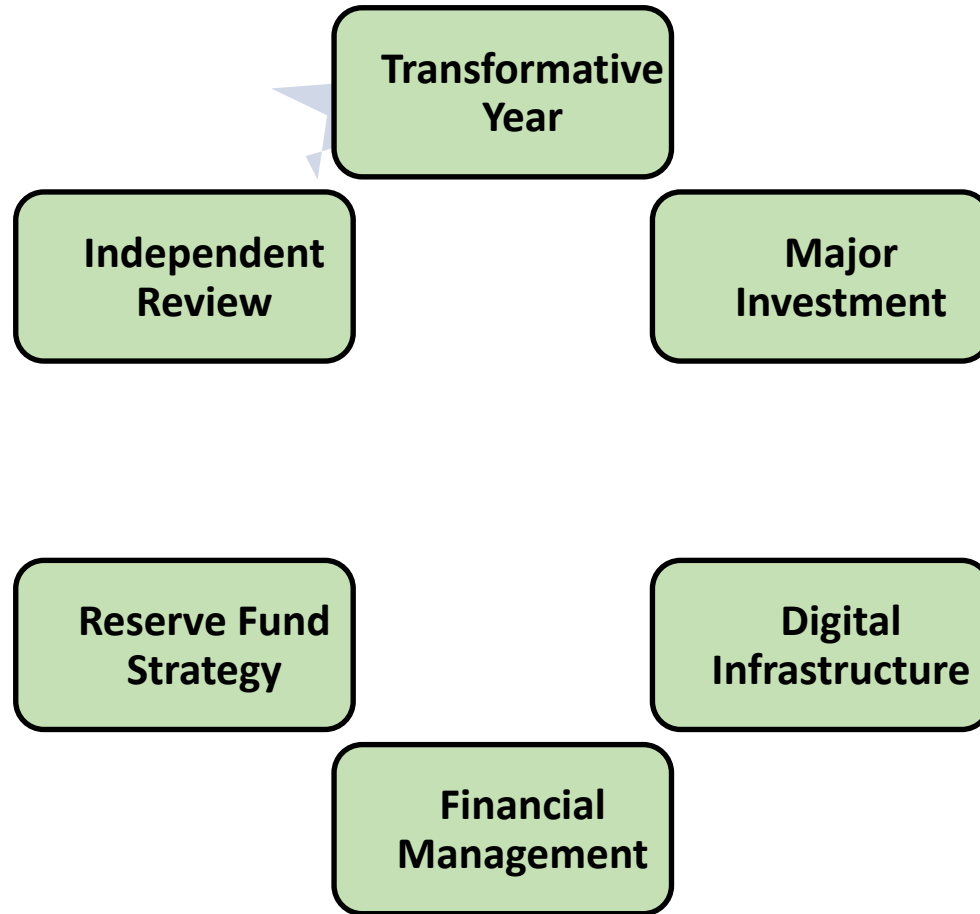 Transformative
Year
Independent
Review
Major
Investment
Reserve Fund
Strategy
Digital
Infrastructure
Financial
Management